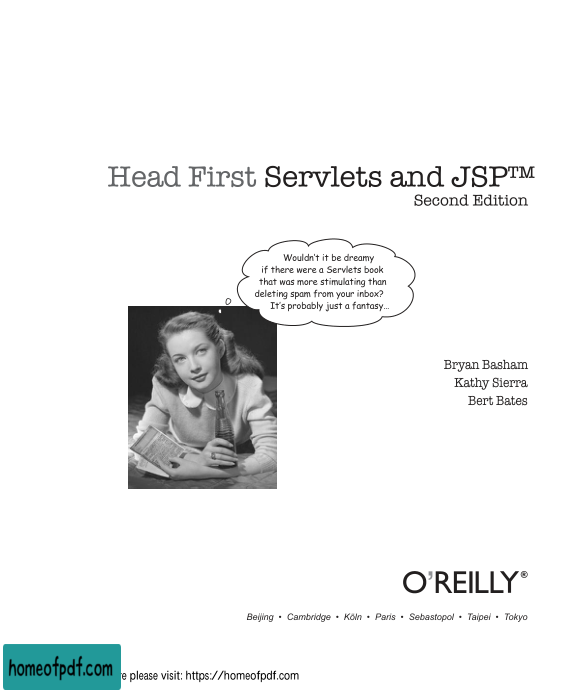 Head First Servlets and JSP™
Second Edition
Wouldn't it be dreamy
if there were a Servlets book
that was more stimulating than
deleting spam from your inbox?
It's probably just a fantasy...
Bryan Basham
Kathy Sierra
Bert Bates
O'REILLY®
Beijing • Cambridge • Köln • Paris • Sebastopol • Taipei • Tokyo
homeofpdf.com
please visit: https://homeofpdf.com